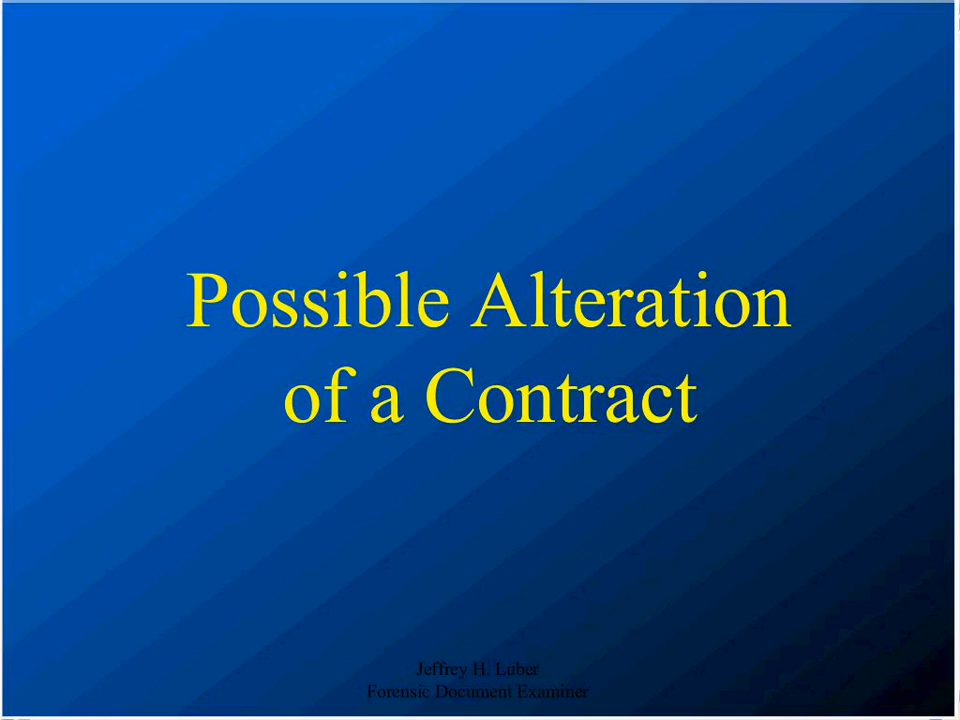 Possible Alteration
of a Contract
Jeffrey H. Luber
Forensic Document Examiner